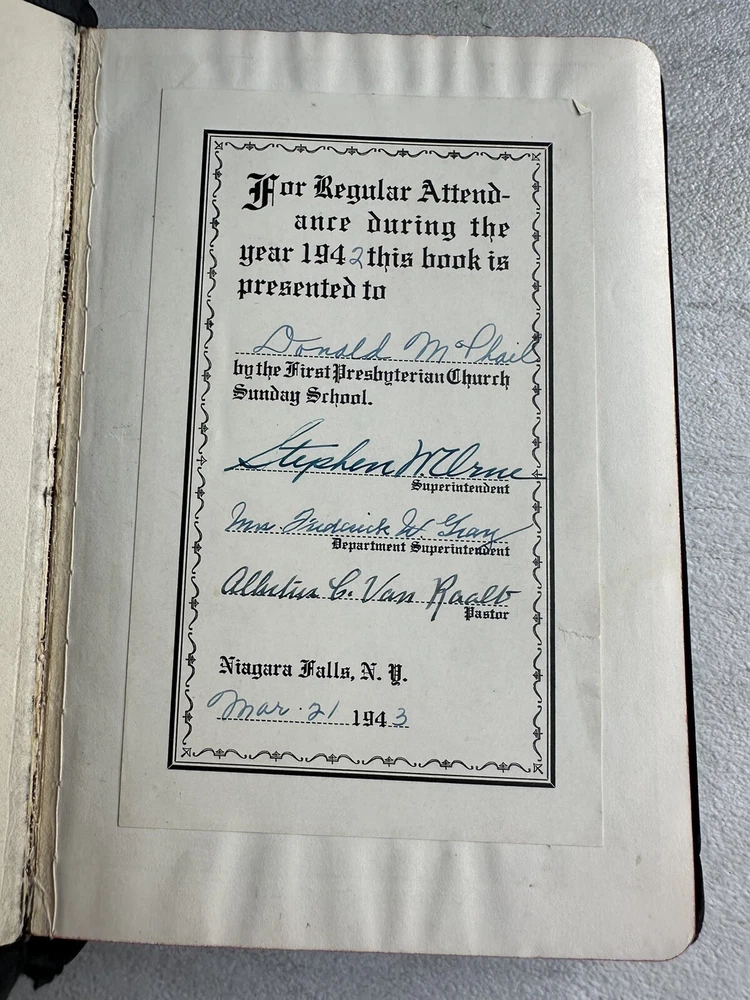 For Regular Attend-
ance during the
year 1942 this book is
presented to
Donald McPhail
by the First Presbyterian Church
Sunday School.
Stephen W. Orne
Superintendent
Mrs Frederick W. Gray
Department Superintendent
Albertus C. Van Raalte
Pastor
Niagara Falls, N. Y.
Mar. 21 1943